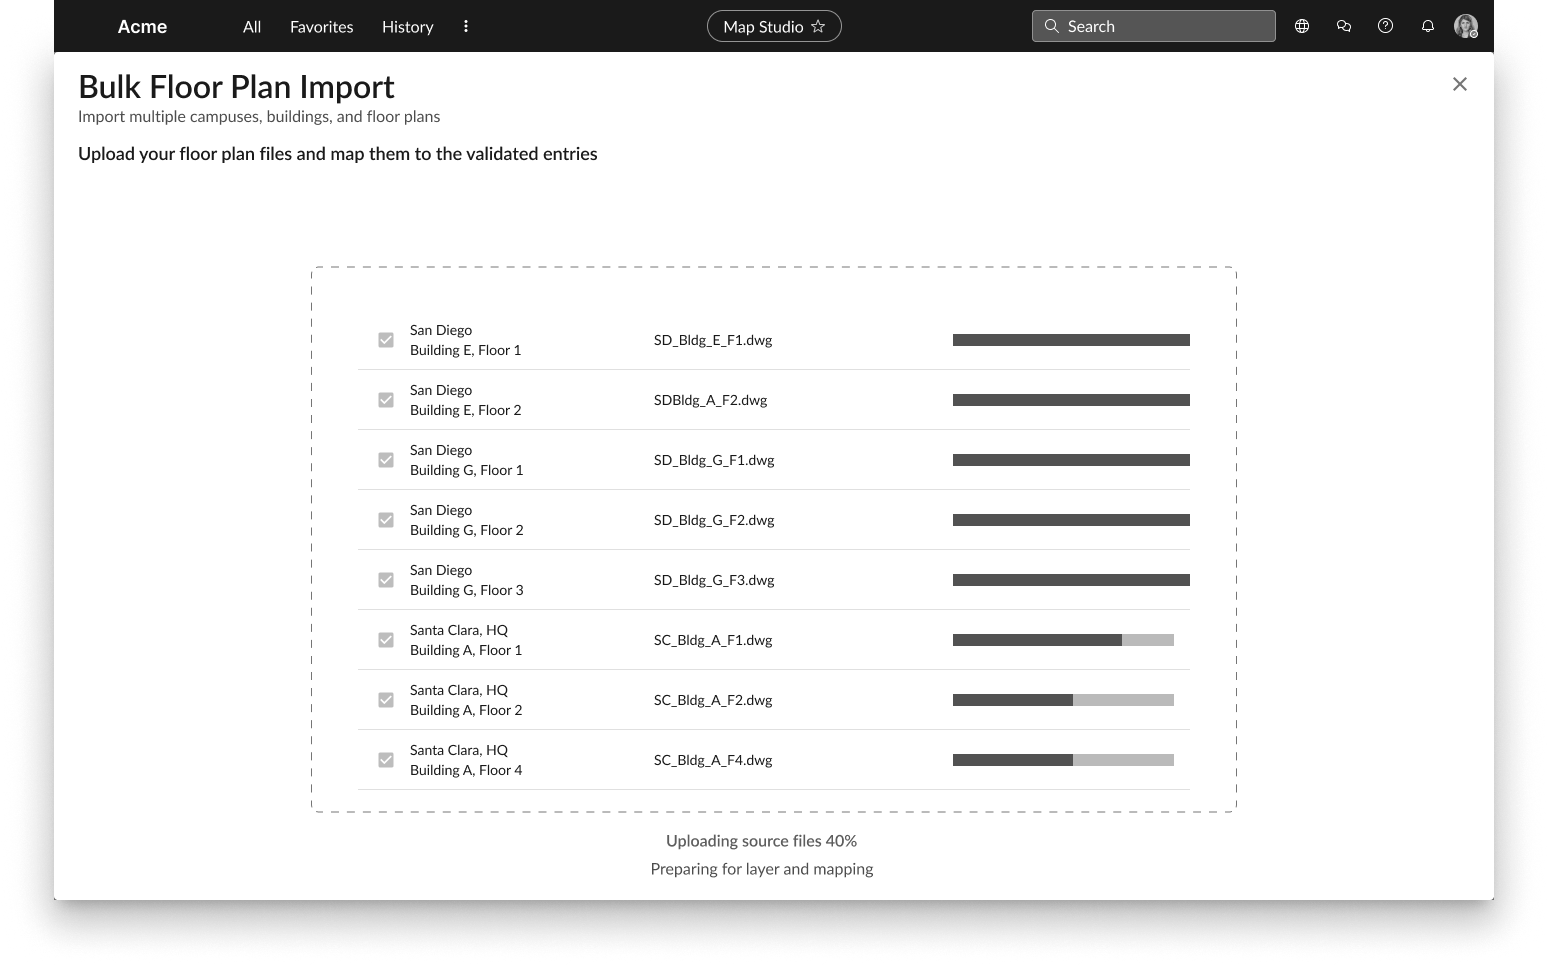 Acme
All
Favorites
History
Map Studio
Search
Bulk Floor Plan Import
Import multiple campuses, buildings, and floor plans
Upload your floor plan files and map them to the validated entries
San Diego
Building E, Floor 1
SD_Bldg_E_F1.dwg
San Diego
Building E, Floor 2
SDBldg_A_F2.dwg
San Diego
Building G, Floor 1
SD_Bldg_G_F1.dwg
San Diego
Building G, Floor 2
SD_Bldg_G_F2.dwg
San Diego
Building G, Floor 3
SD_Bldg_G_F3.dwg
Santa Clara, HQ
Building A, Floor 1
SC_Bldg_A_F1.dwg
Santa Clara, HQ
Building A, Floor 2
SC_Bldg_A_F2.dwg
Santa Clara, HQ
Building A, Floor 4
SC_Bldg_A_F4.dwg
Uploading source files 40%
Preparing for layer and mapping